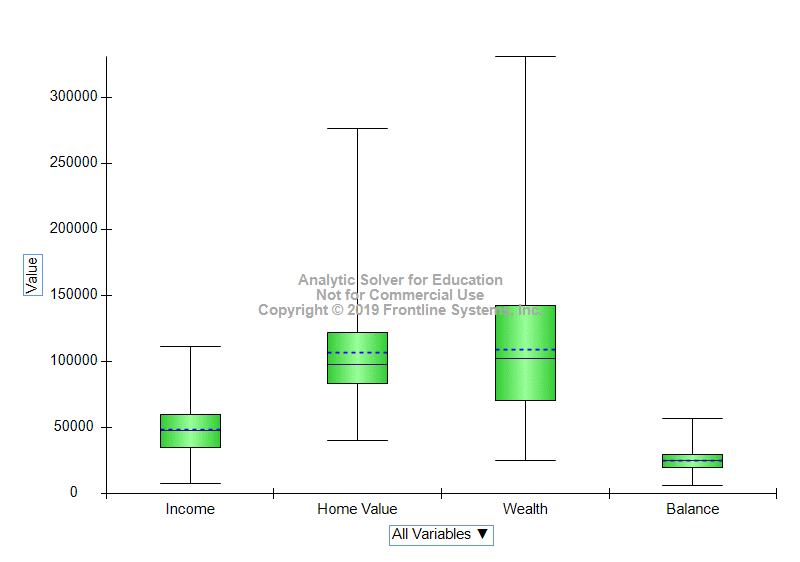 300000
250000
200000
150000
100000
50000
0
Value
Analytic Solver for Education
Not for Commercial Use
Copyright © 2019 Frontline Systems, Inc.
Income
Home Value
Wealth
Balance
All Variables ▼